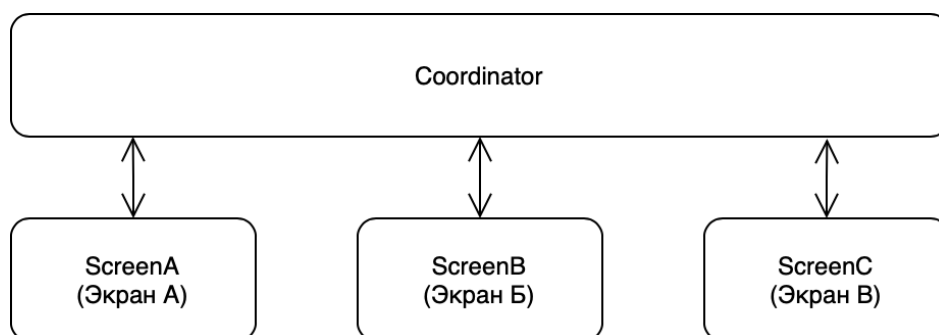 Coordinator
ScreenA
(Экран А)
ScreenB
(Экран Б)
ScreenC
(Экран В)